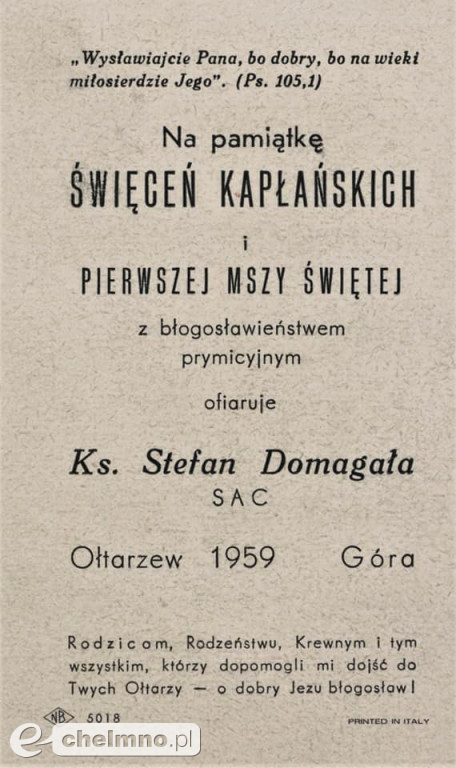 „Wysławiajcie Pana, bo dobry, bo na wieki
miłosierdzie Jego”. (Ps. 105,1)
Na pamiątkę
ŚWIĘCEŃ KAPŁAŃSKICH
i
PIERWSZEJ MSZY ŚWIĘTEJ
z błogosławieństwem
prymicyjnym
ofiaruje
Ks. Stefan Domagała
SAC
Ołtarzew 1959 Góra
Rodzicom, Rodzeństwu, Krewnym i tym
wszystkim, którzy dopomogli mi dojść do
Twych Ołtarzy — o dobry Jezu błogosław!
NB 5018 PRINTED IN ITALY
e-chelmno.pl